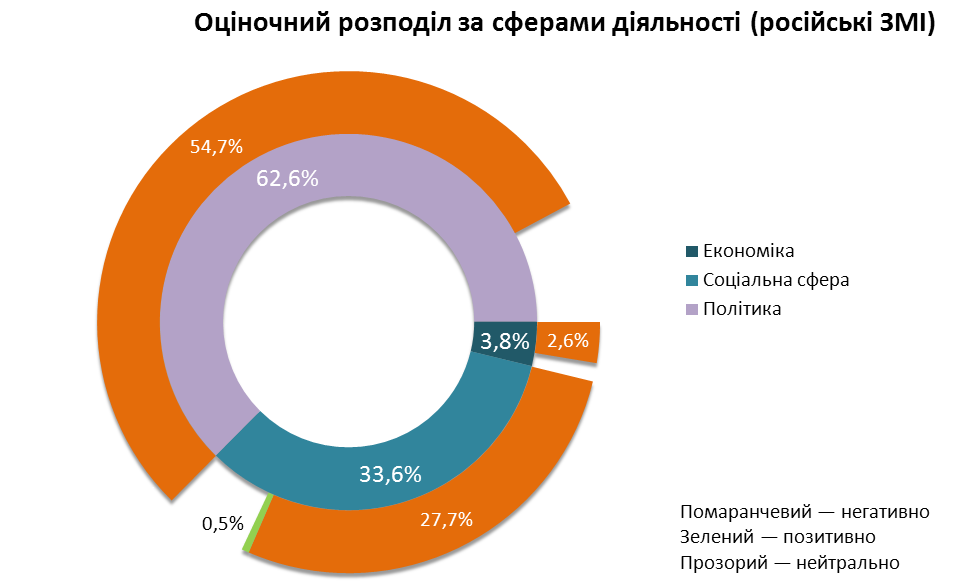 Оціночний розподіл за сферами діяльності (російські ЗМІ)
54,7%
62,6%
Економіка
Соціальна сфера
Політика
3,8%
2,6%
33,6%
27,7%
0,5%
Помаранчевий — негативно
Зелений — позитивно
Прозорий — нейтрально